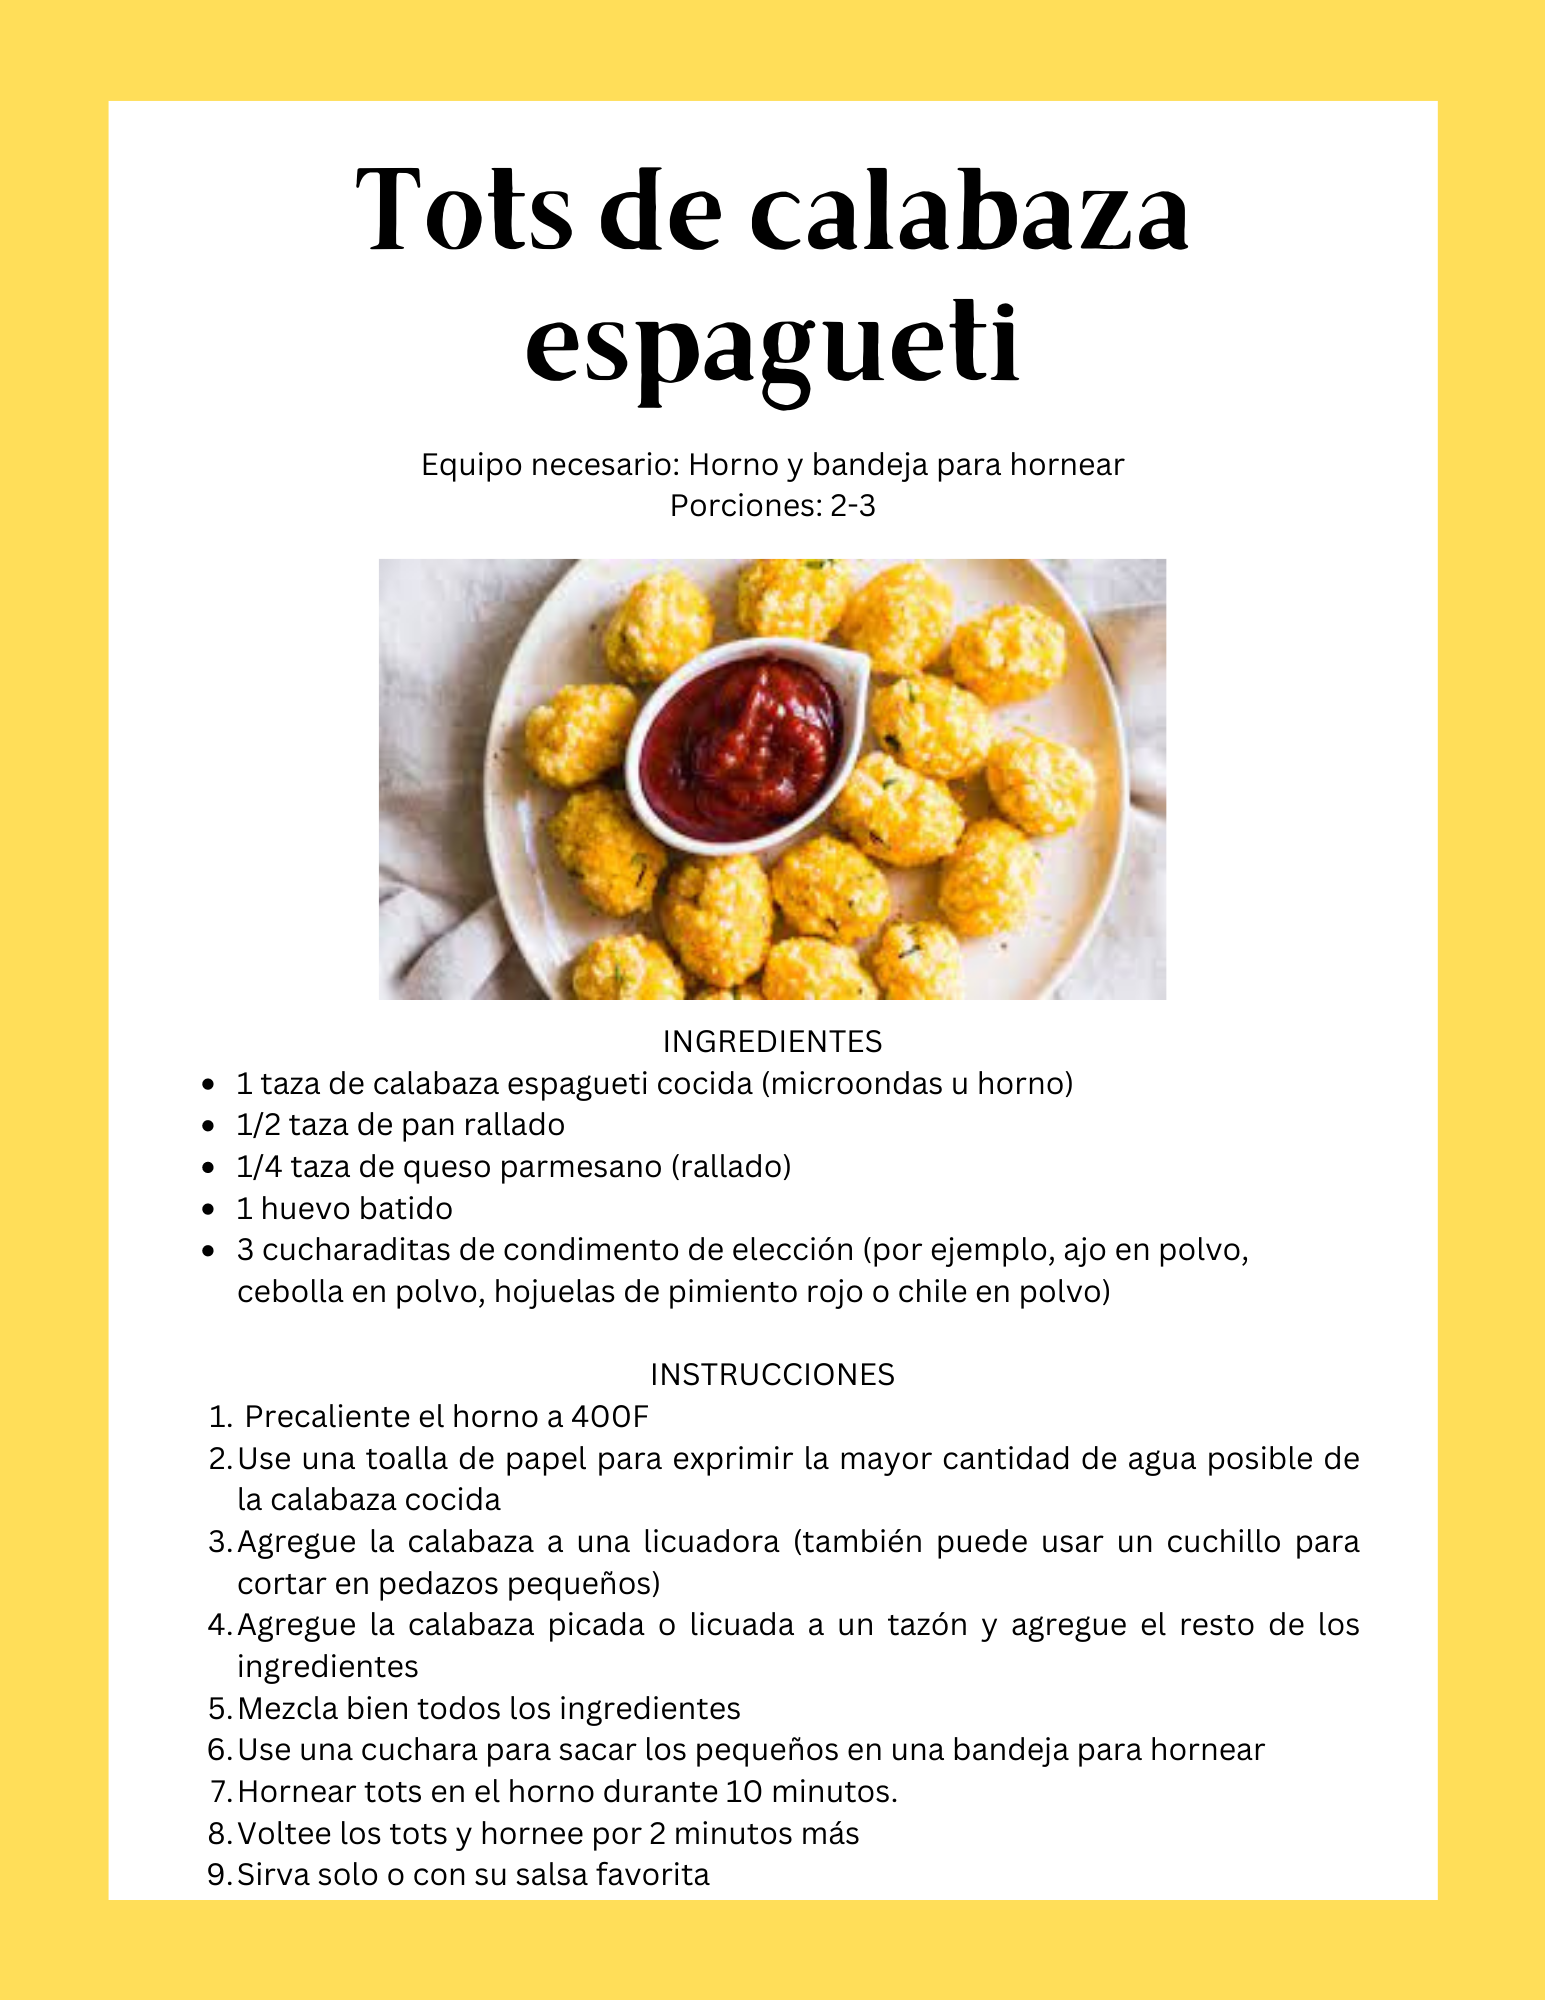 Tots de calabaza
espagueti
Equipo necesario: Horno y bandeja para hornear
Porciones: 2-3
INGREDIENTES
• 1 taza de calabaza espagueti cocida (microondas u horno)
• 1/2 taza de pan rallado
• 1/4 taza de queso parmesano (rallado)
• 1 huevo batido
• 3 cucharaditas de condimento de elección (por ejemplo, ajo en polvo,
cebolla en polvo, hojuelas de pimiento rojo o chile en polvo)
INSTRUCCIONES
1. Precaliente el horno a 400F
2. Use una toalla de papel para exprimir la mayor cantidad de agua posible de
la calabaza cocida
3. Agregue la calabaza a una licuadora (también puede usar un cuchillo para
cortar en pedazos pequeños)
4. Agregue la calabaza picada o licuada a un tazón y agregue el resto de los
ingredientes
5. Mezcla bien todos los ingredientes
6. Use una cuchara para sacar los pequeños en una bandeja para hornear
7. Hornear tots en el horno durante 10 minutos.
8. Voltee los tots y hornee por 2 minutos más
9. Sirva solo o con su salsa favorita